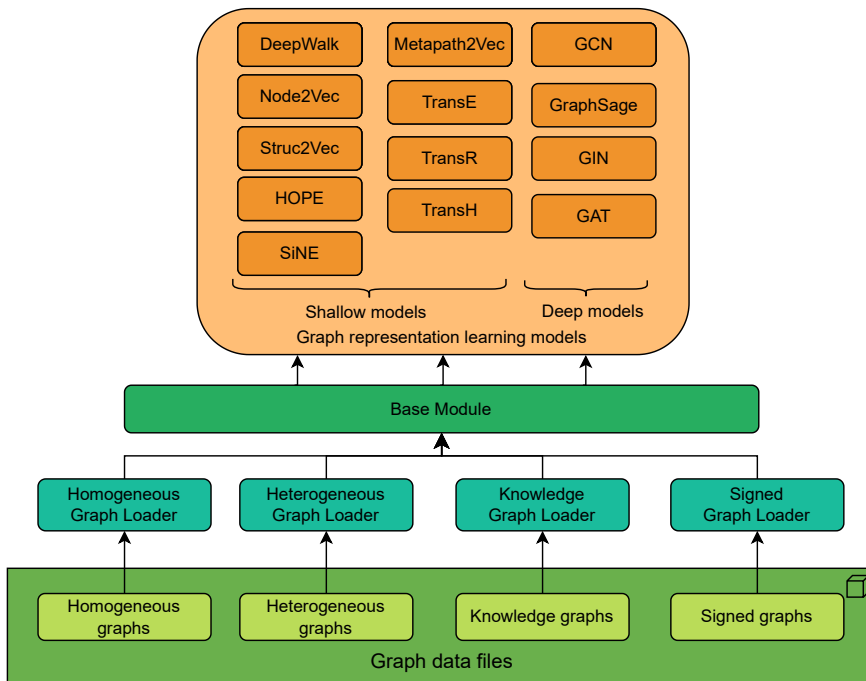 DeepWalk
Metapath2Vec
GCN
Node2Vec
TransE
GraphSage
Struc2Vec
TransR
GIN
HOPE
TransH
GAT
SiNE
Shallow models
Deep models
Graph representation learning models
Base Module
Homogeneous
Graph Loader
Heterogeneous
Graph Loader
Knowledge
Graph Loader
Signed
Graph Loader
Homogeneous
graphs
Heterogeneous
graphs
Knowledge graphs
Signed graphs
Graph data files